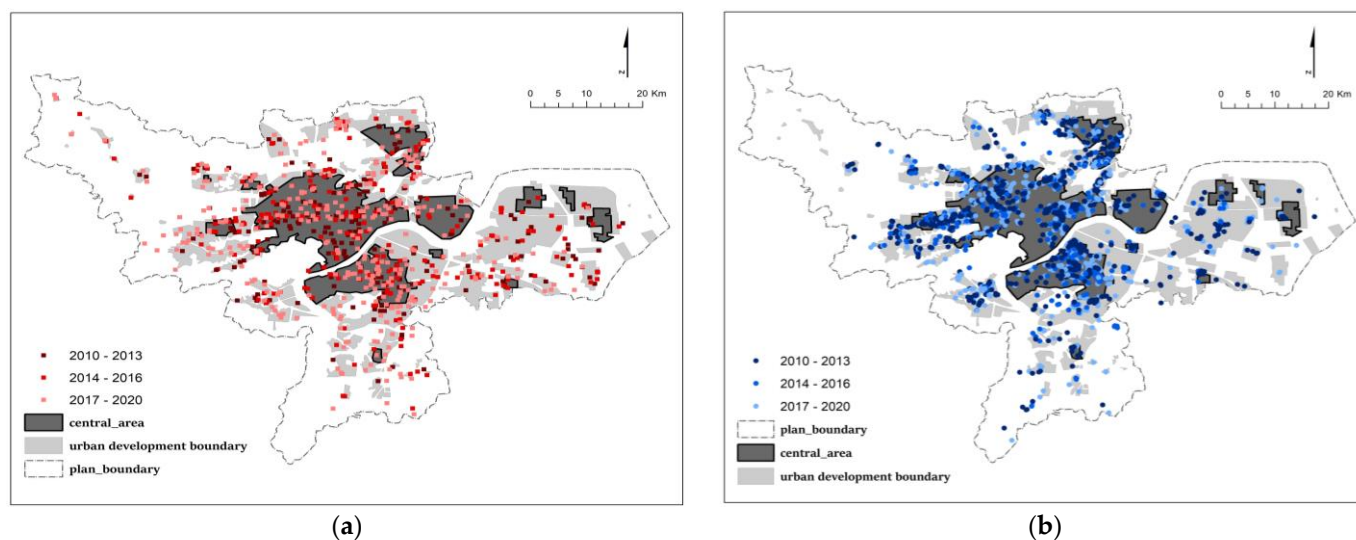 N
0 5 10 20 Km
2010 - 2013
2014 - 2016
2017 - 2020
central_area
urban development boundary
plan_boundary
(a)
N
0 5 10 20 Km
2010 - 2013
2014 - 2016
2017 - 2020
plan_boundary
central_area
urban development boundary
(b)